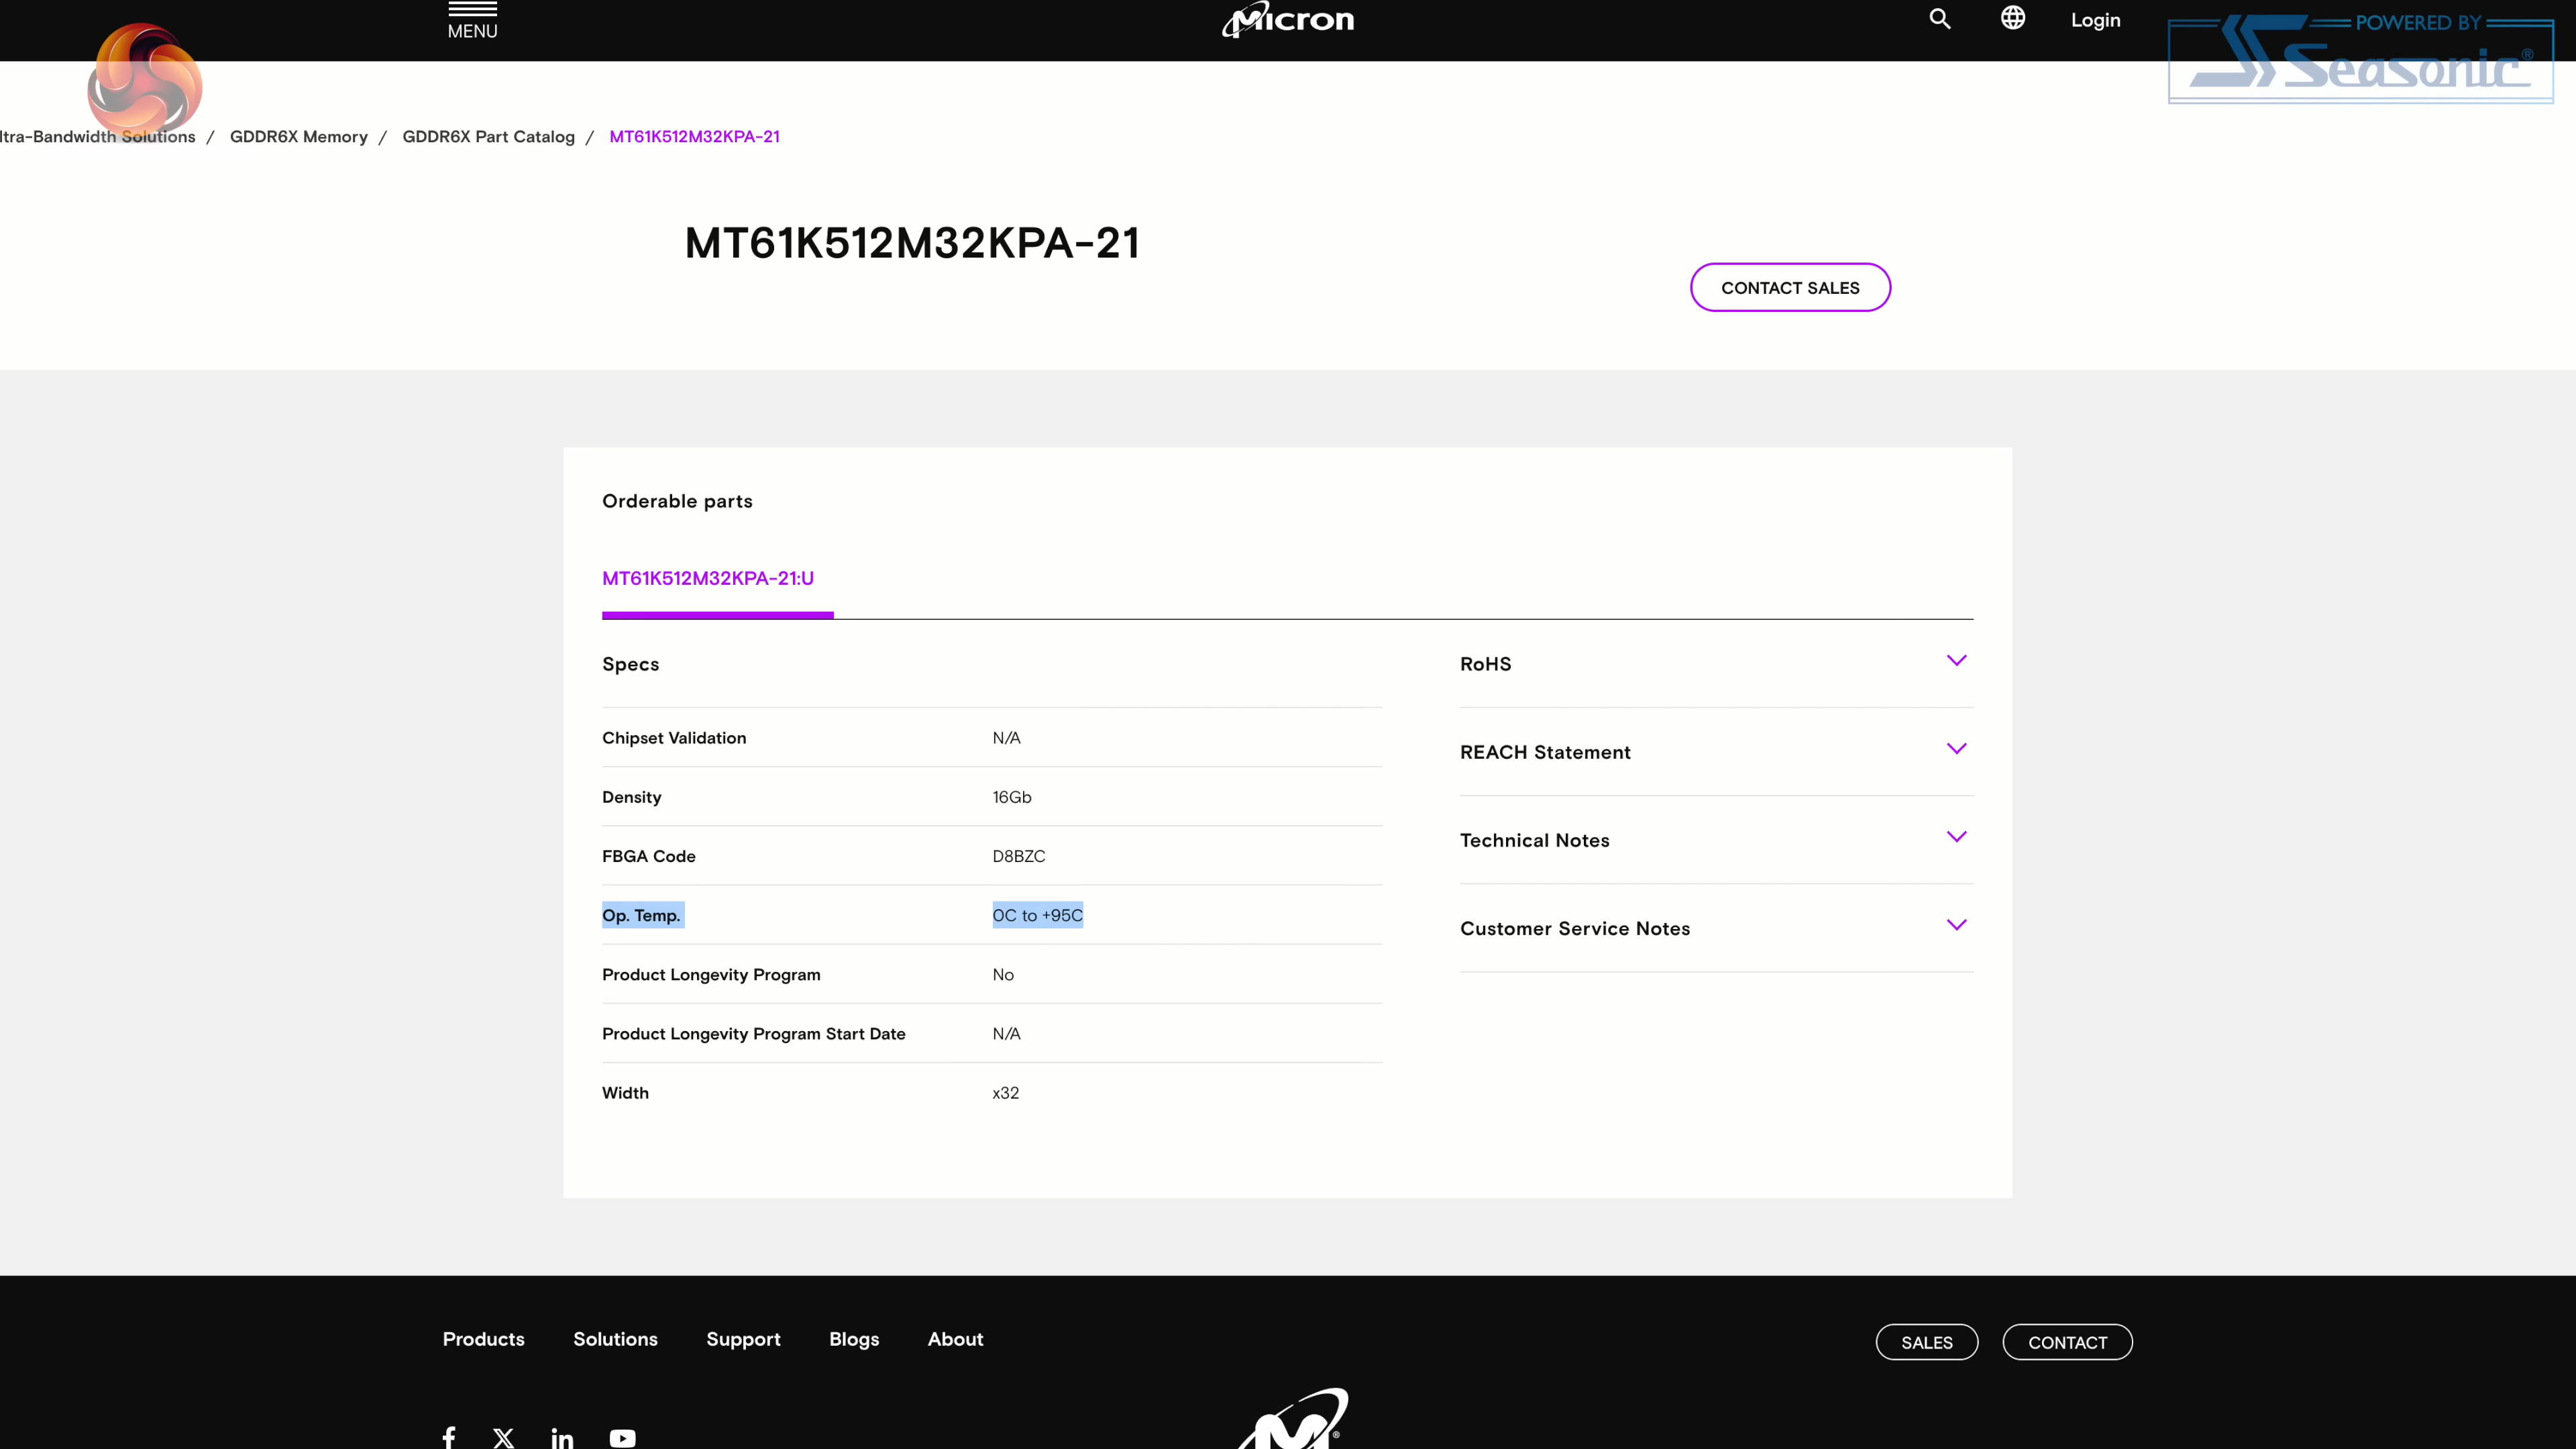 MENU
Micron
Login
POWERED BY
Seasonic®
ltra-Bandwidth Solutions / GDDR6X Memory / GDDR6X Part Catalog / MT61K512M32KPA-21
MT61K512M32KPA-21
CONTACT SALES
Orderable parts
MT61K512M32KPA-21:U
Specs
Chipset Validation N/A
Density 16Gb
FBGA Code D8BZC
Op. Temp. 0C to +95C
Product Longevity Program No
Product Longevity Program Start Date N/A
Width x32
RoHS
REACH Statement
Technical Notes
Customer Service Notes
Products Solutions Support Blogs About
SALES CONTACT